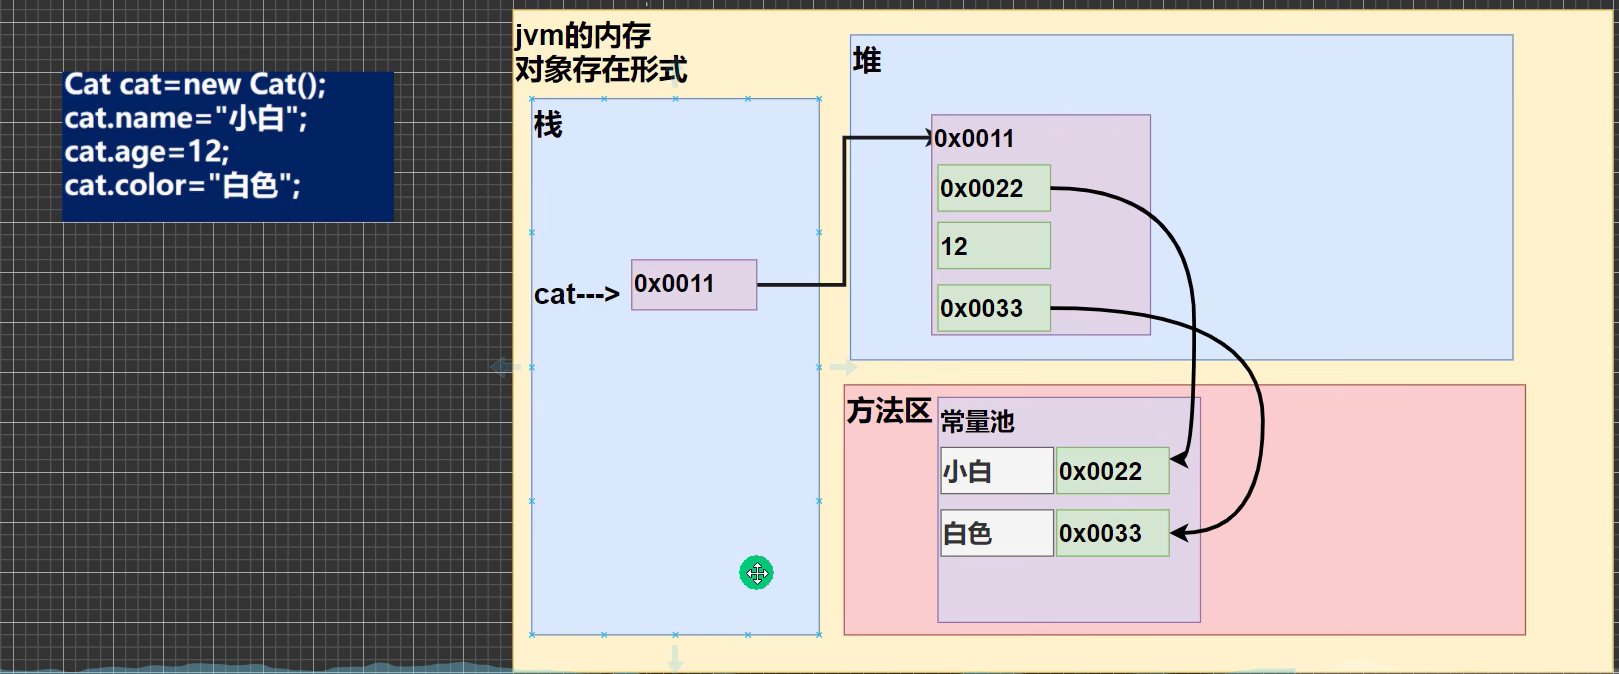 Cat cat=new Cat();
cat.name="小白";
cat.age=12;
cat.color="白色";
jvm的内存
对象存在形式
栈
cat--->
0x0011
堆
0x0011
0x0022
12
0x0033
方法区
常量池
小白
0x0022
白色
0x0033